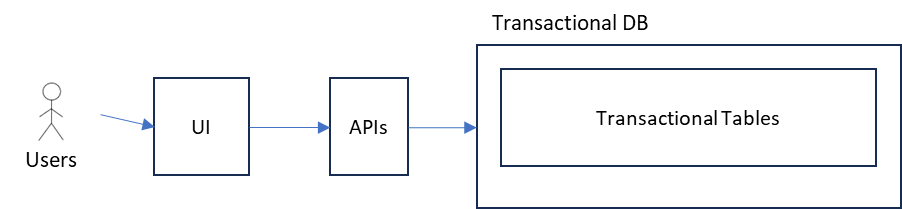 Transactional DB
Users
UI
APIs
Transactional Tables